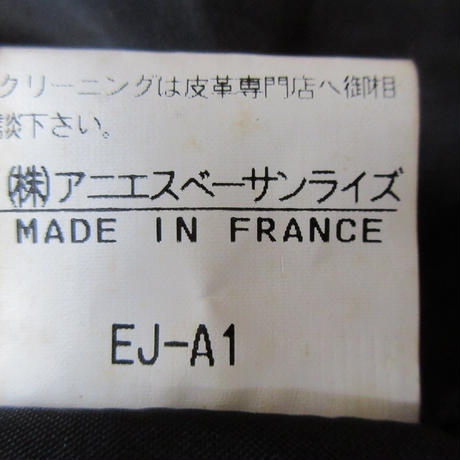 クリーニングは皮革専門店へ御相
談下さい。
(株)アニエスベーサンライズ
MADE IN FRANCE
EJ-A1